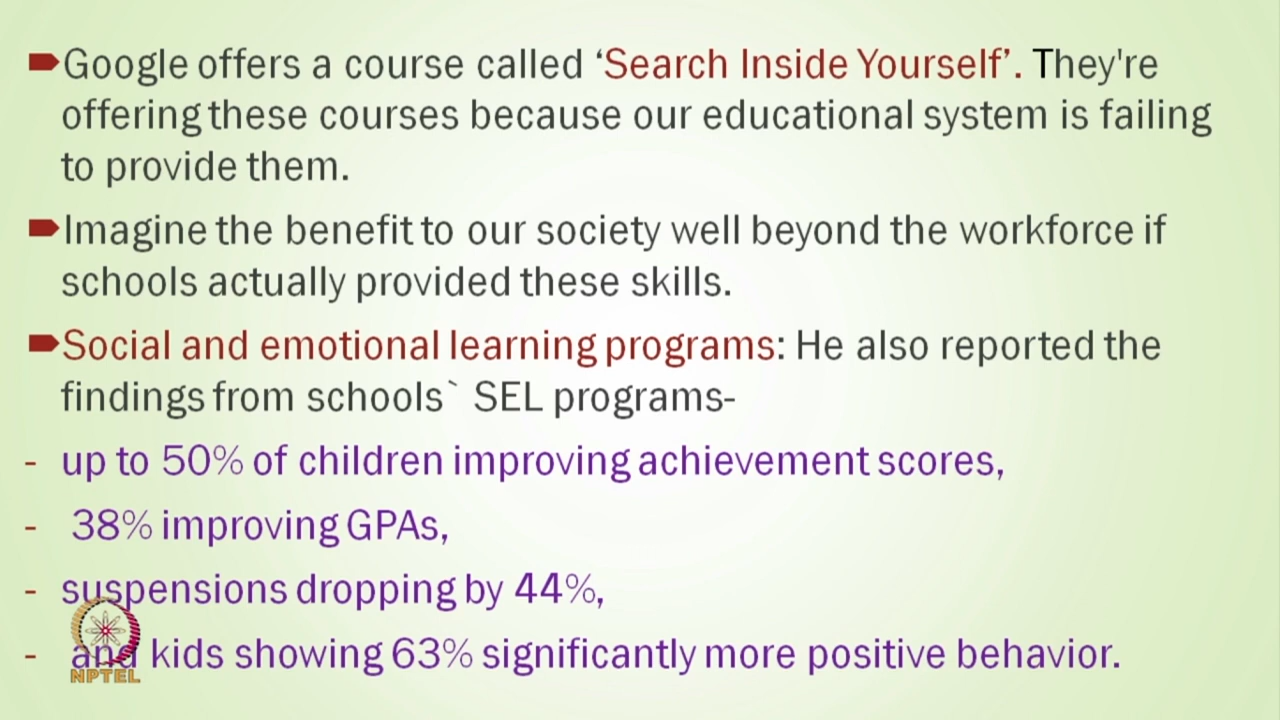 Google offers a course called ‘Search Inside Yourself’. They're
offering these courses because our educational system is failing
to provide them.
Imagine the benefit to our society well beyond the workforce if
schools actually provided these skills.
Social and emotional learning programs: He also reported the
findings from schools` SEL programs-
- up to 50% of children improving achievement scores,
- 38% improving GPAs,
- suspensions dropping by 44%,
- and kids showing 63% significantly more positive behavior.
NPTEL